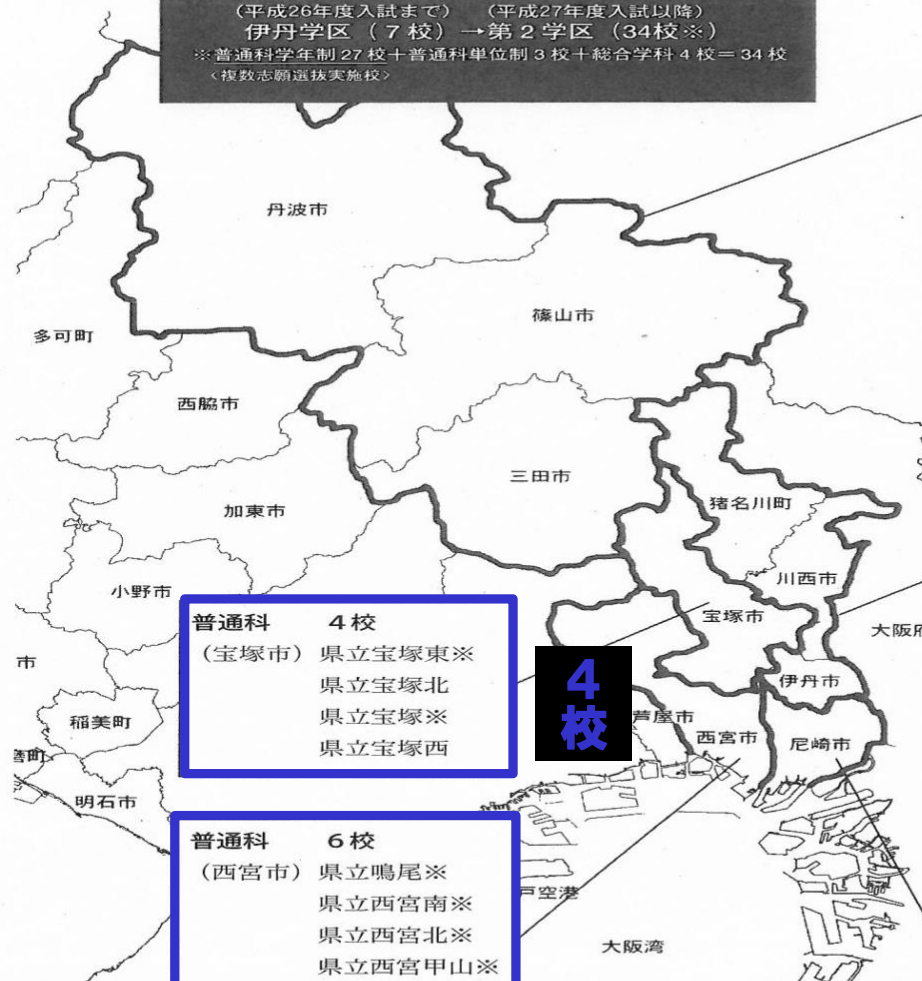 (平成26年度入試まで) (平成27年度入試以降)
伊丹学区(7校)→第2学区(34校※)
※普通科学年制27校+普通科単位制3校+総合学科4校=34校
<複数志願選抜実施校>
丹波市
篠山市
多可町
西脇市
三田市
加東市
猪名川町
小野市
川西市
宝塚市
大阪府
市
伊丹市
稲美町
芦屋市
西宮市
尼崎市
明石市
普通科 4校
(宝塚市) 県立宝塚東※
県立宝塚北
県立宝塚※
県立宝塚西
4校
普通科 6校
(西宮市) 県立鳴尾※
県立西宮南※
県立西宮北※
県立西宮甲山※
戸空港
大阪湾